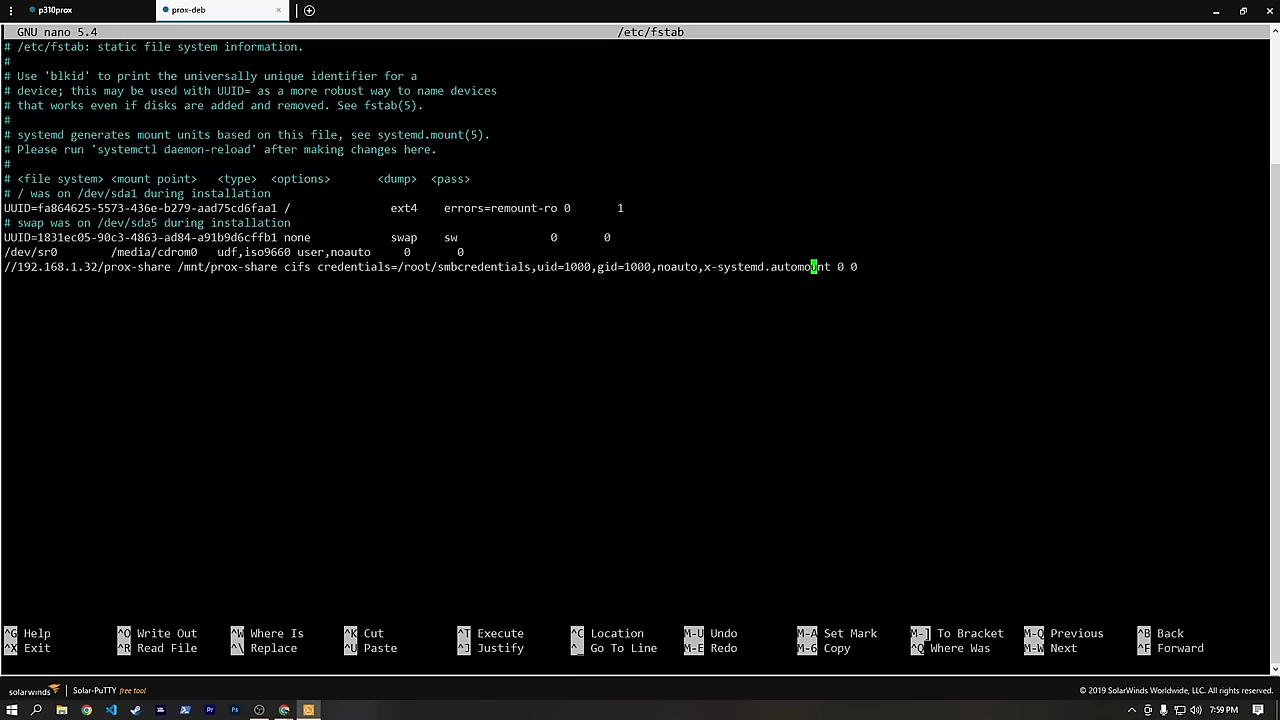 p310prox prox-deb ×
GNU nano 5.4 /etc/fstab
# /etc/fstab: static file system information.
#
# Use 'blkid' to print the universally unique identifier for a
# device; this may be used with UUID= as a more robust way to name devices
# that works even if disks are added and removed. See fstab(5).
#
# systemd generates mount units based on this file, see systemd.mount(5).
# Please run 'systemctl daemon-reload' after making changes here.
#
# <file system> <mount point>   <type>  <options>       <dump>  <pass>
# / was on /dev/sda1 during installation
UUID=fa864625-5573-436e-b279-aad75cd6faa1 /               ext4    errors=remount-ro 0       1
# swap was on /dev/sda5 during installation
UUID=1831ec05-90c3-4863-ad84-a91b9d6cffb1 none            swap    sw              0       0
/dev/sr0        /media/cdrom0   udf,iso9660 user,noauto     0       0
//192.168.1.32/prox-share /mnt/prox-share cifs credentials=/root/smbcredentials,uid=1000,gid=1000,noauto,x-systemd.automount 0 0
^G Help ^O Write Out ^W Where Is ^K Cut ^T Execute ^C Location M-U Undo M-A Set Mark M-] To Bracket M-Q Previous ^B Back
^X Exit ^R Read File ^\ Replace ^U Paste ^J Justify ^_ Go To Line M-E Redo M-6 Copy ^Q Where Was M-W Next ^F Forward
solarwinds | Solar-PuTTY free tool © 2019 SolarWinds Worldwide, LLC. All rights reserved.
Pr Ps 7:59 PM